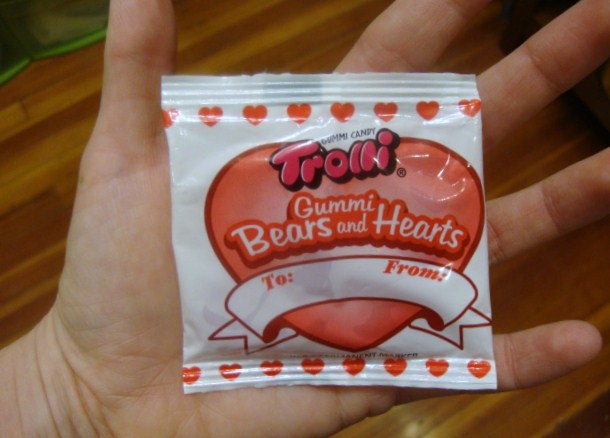 GUMMI CANDY
Trolli®
Gummi
Bears and Hearts
To: From: